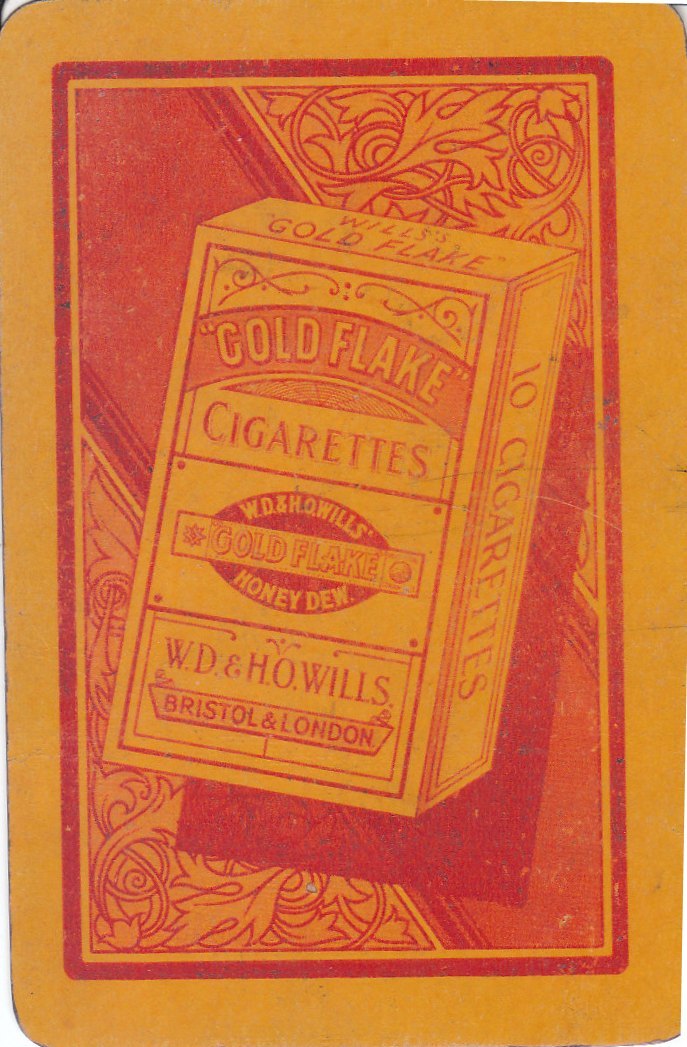 WILLS'S
"GOLD FLAKE"
"GOLD FLAKE"
CIGARETTES
W.D.&H.O.WILLS'
GOLD FLAKE
HONEY DEW.
W.D.&H.O.WILLS.
BRISTOL & LONDON
10 CIGARETTES